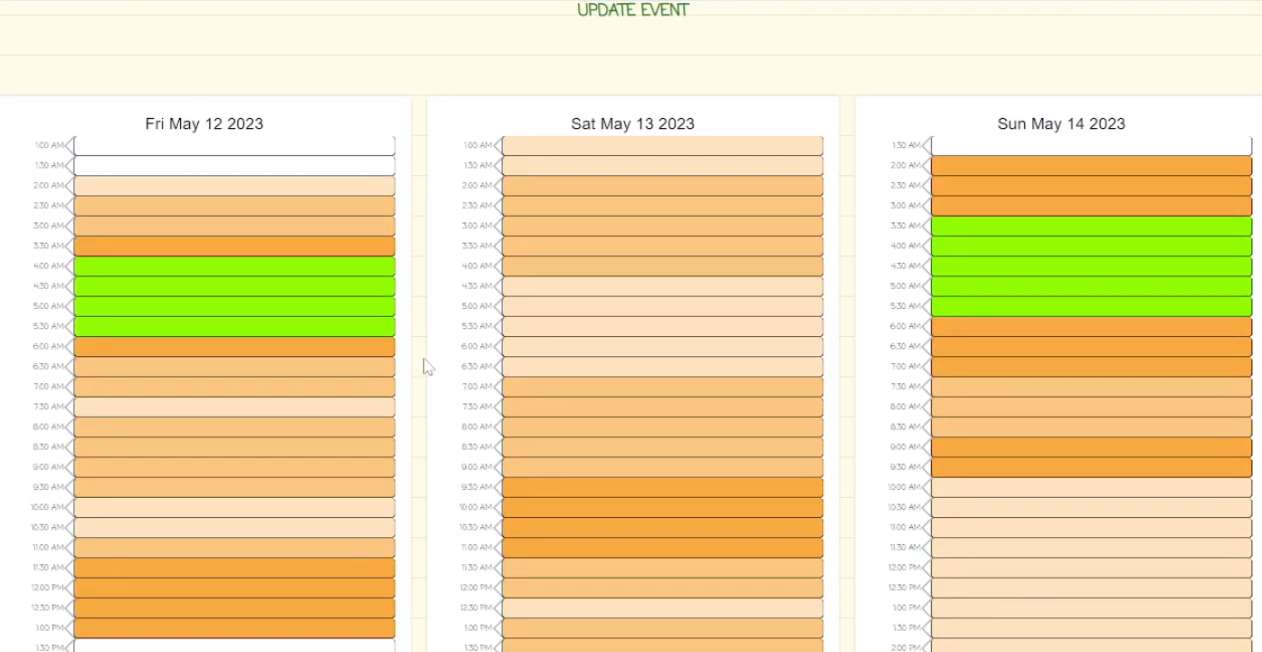 UPDATE EVENT
Fri May 12 2023
1:00 AM
1:30 AM
2:00 AM
2:30 AM
3:00 AM
3:30 AM
4:00 AM
4:30 AM
5:00 AM
5:30 AM
6:00 AM
6:30 AM
7:00 AM
7:30 AM
8:00 AM
8:30 AM
9:00 AM
9:30 AM
10:00 AM
10:30 AM
11:00 AM
11:30 AM
12:00 PM
12:30 PM
1:00 PM
1:30 PM
Sat May 13 2023
1:00 AM
1:30 AM
2:00 AM
2:30 AM
3:00 AM
3:30 AM
4:00 AM
4:30 AM
5:00 AM
5:30 AM
6:00 AM
6:30 AM
7:00 AM
7:30 AM
8:00 AM
8:30 AM
9:00 AM
9:30 AM
10:00 AM
10:30 AM
11:00 AM
11:30 AM
12:00 PM
12:30 PM
1:00 PM
1:30 PM
Sun May 14 2023
1:30 AM
2:00 AM
2:30 AM
3:00 AM
3:30 AM
4:00 AM
4:30 AM
5:00 AM
5:30 AM
6:00 AM
6:30 AM
7:00 AM
7:30 AM
8:00 AM
8:30 AM
9:00 AM
9:30 AM
10:00 AM
10:30 AM
11:00 AM
11:30 AM
12:00 PM
12:30 PM
1:00 PM
1:30 PM
2:00 PM